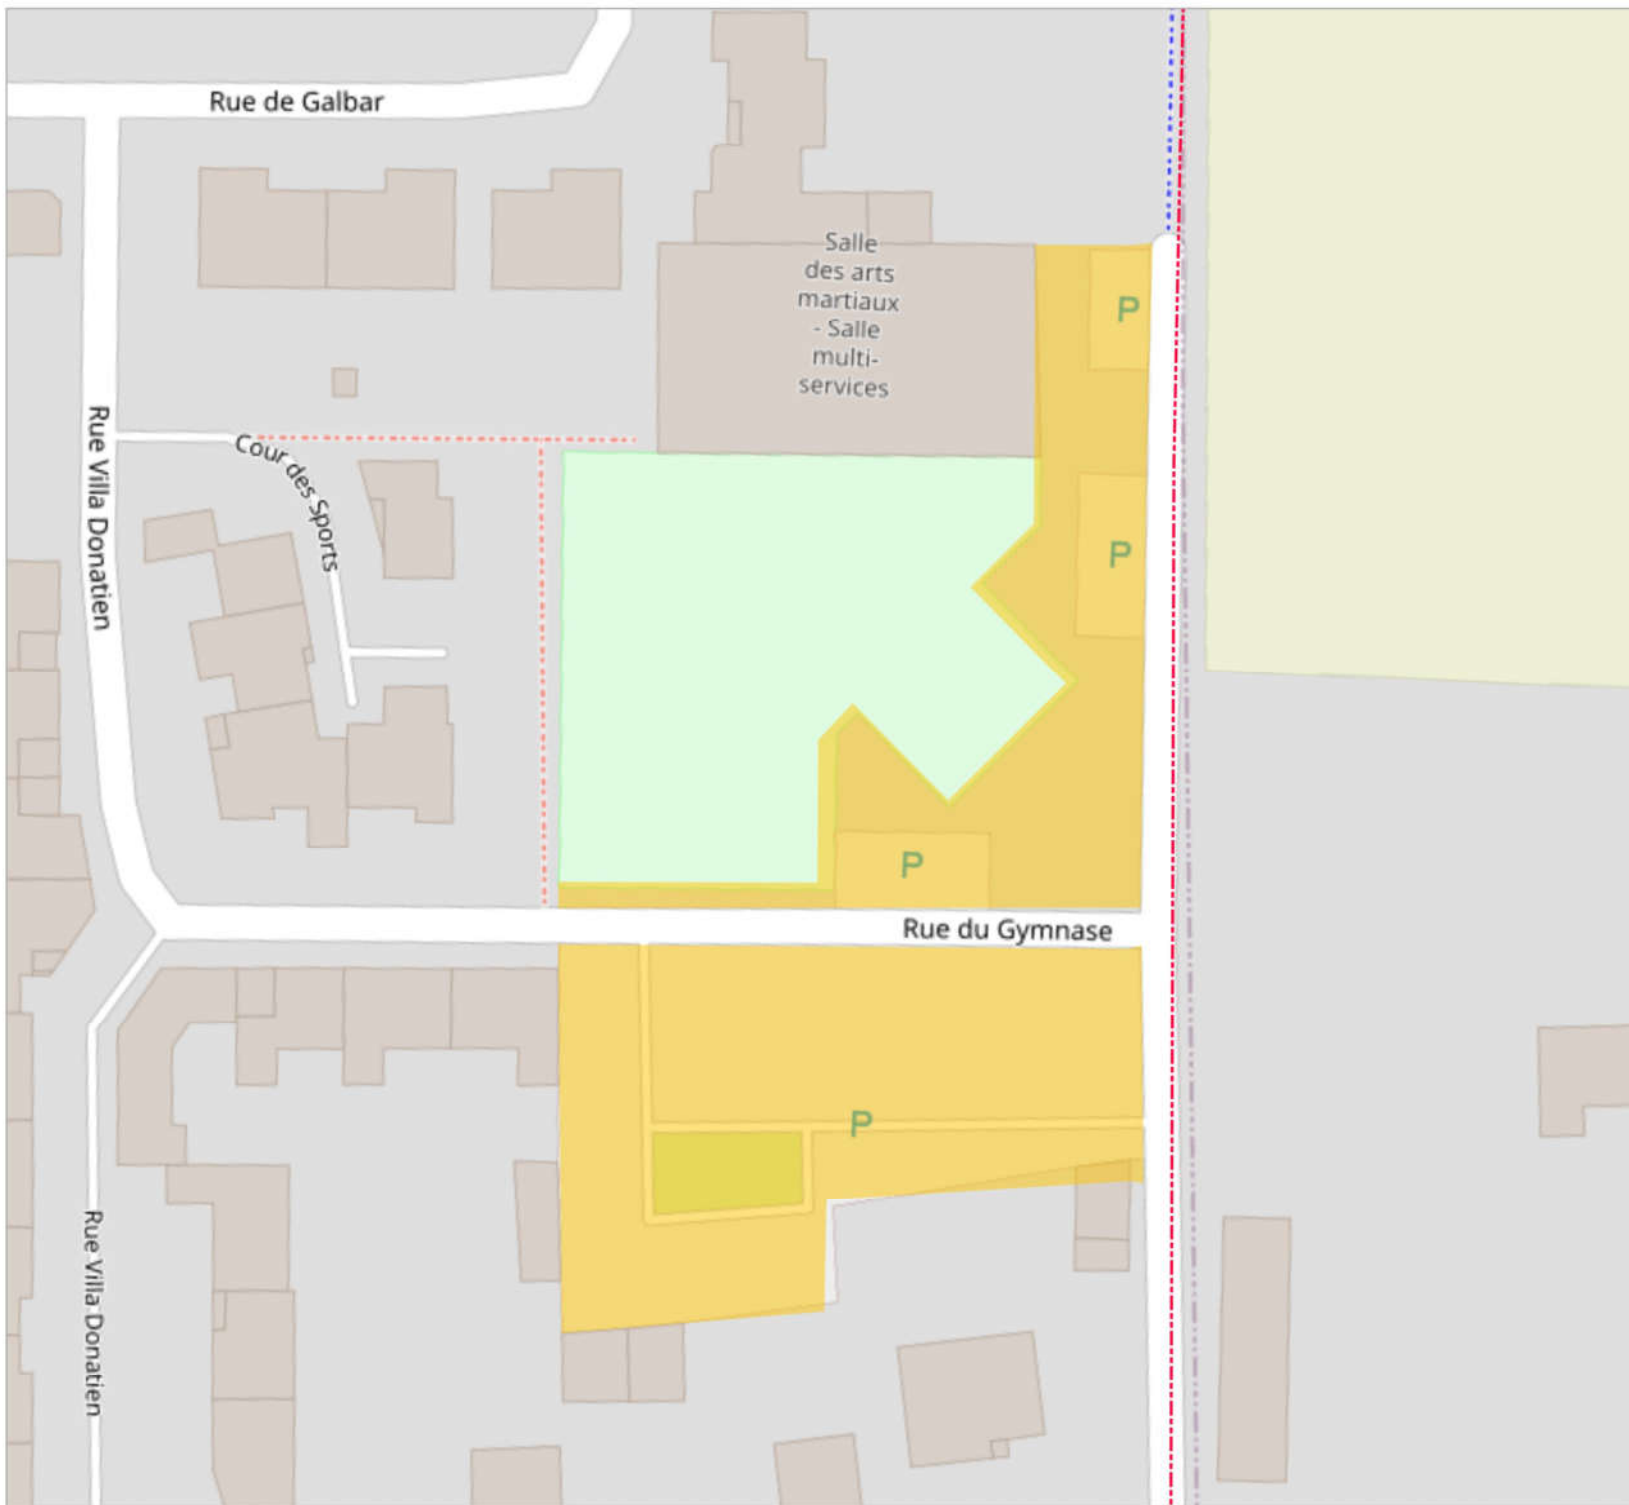 Rue de Galbar
Salle
des arts
martiaux
- Salle
multi-
services
P
Rue Villa Donatien
Cour des Sports
P
P
Rue du Gymnase
P
Rue Villa Donatien